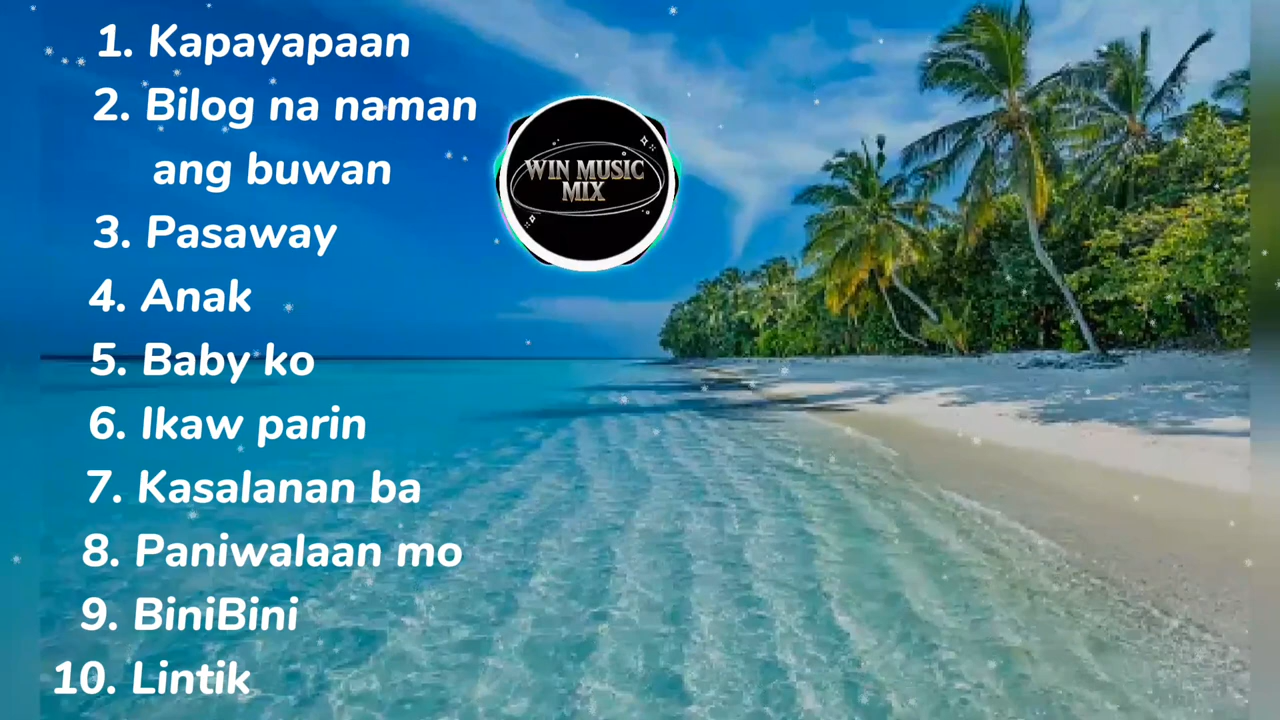 1. Kapayapaan
2. Bilog na naman
ang buwan
3. Pasaway
4. Anak
5. Baby ko
6. Ikaw parin
7. Kasalanan ba
8. Paniwalaan mo
9. BiniBini
10. Lintik
WIN MUSIC
MIX